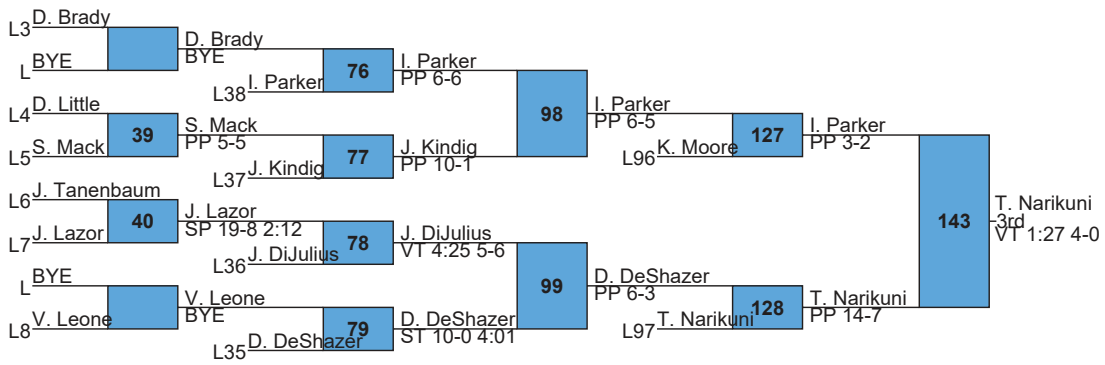 L3 D. Brady
L BYE
D. Brady
BYE
76
L38 I. Parker
I. Parker
PP 6-6
L4 D. Little
39
L5 S. Mack
S. Mack
PP 5-5
77
L37 J. Kindig
J. Kindig
PP 10-1
98
I. Parker
PP 6-5
127
L96 K. Moore
I. Parker
PP 3-2
L6 J. Tanenbaum
40
L7 J. Lazor
J. Lazor
SP 19-8 2:12
78
L36 J. DiJulius
J. DiJulius
VT 4:25 5-6
L BYE
L8 V. Leone
V. Leone
BYE
79
L35 D. DeShazer
D. DeShazer
ST 10-0 4:01
99
D. DeShazer
PP 6-3
128
L97 T. Narikuni
T. Narikuni
PP 14-7
143
T. Narikuni
3rd
VT 1:27 4-0